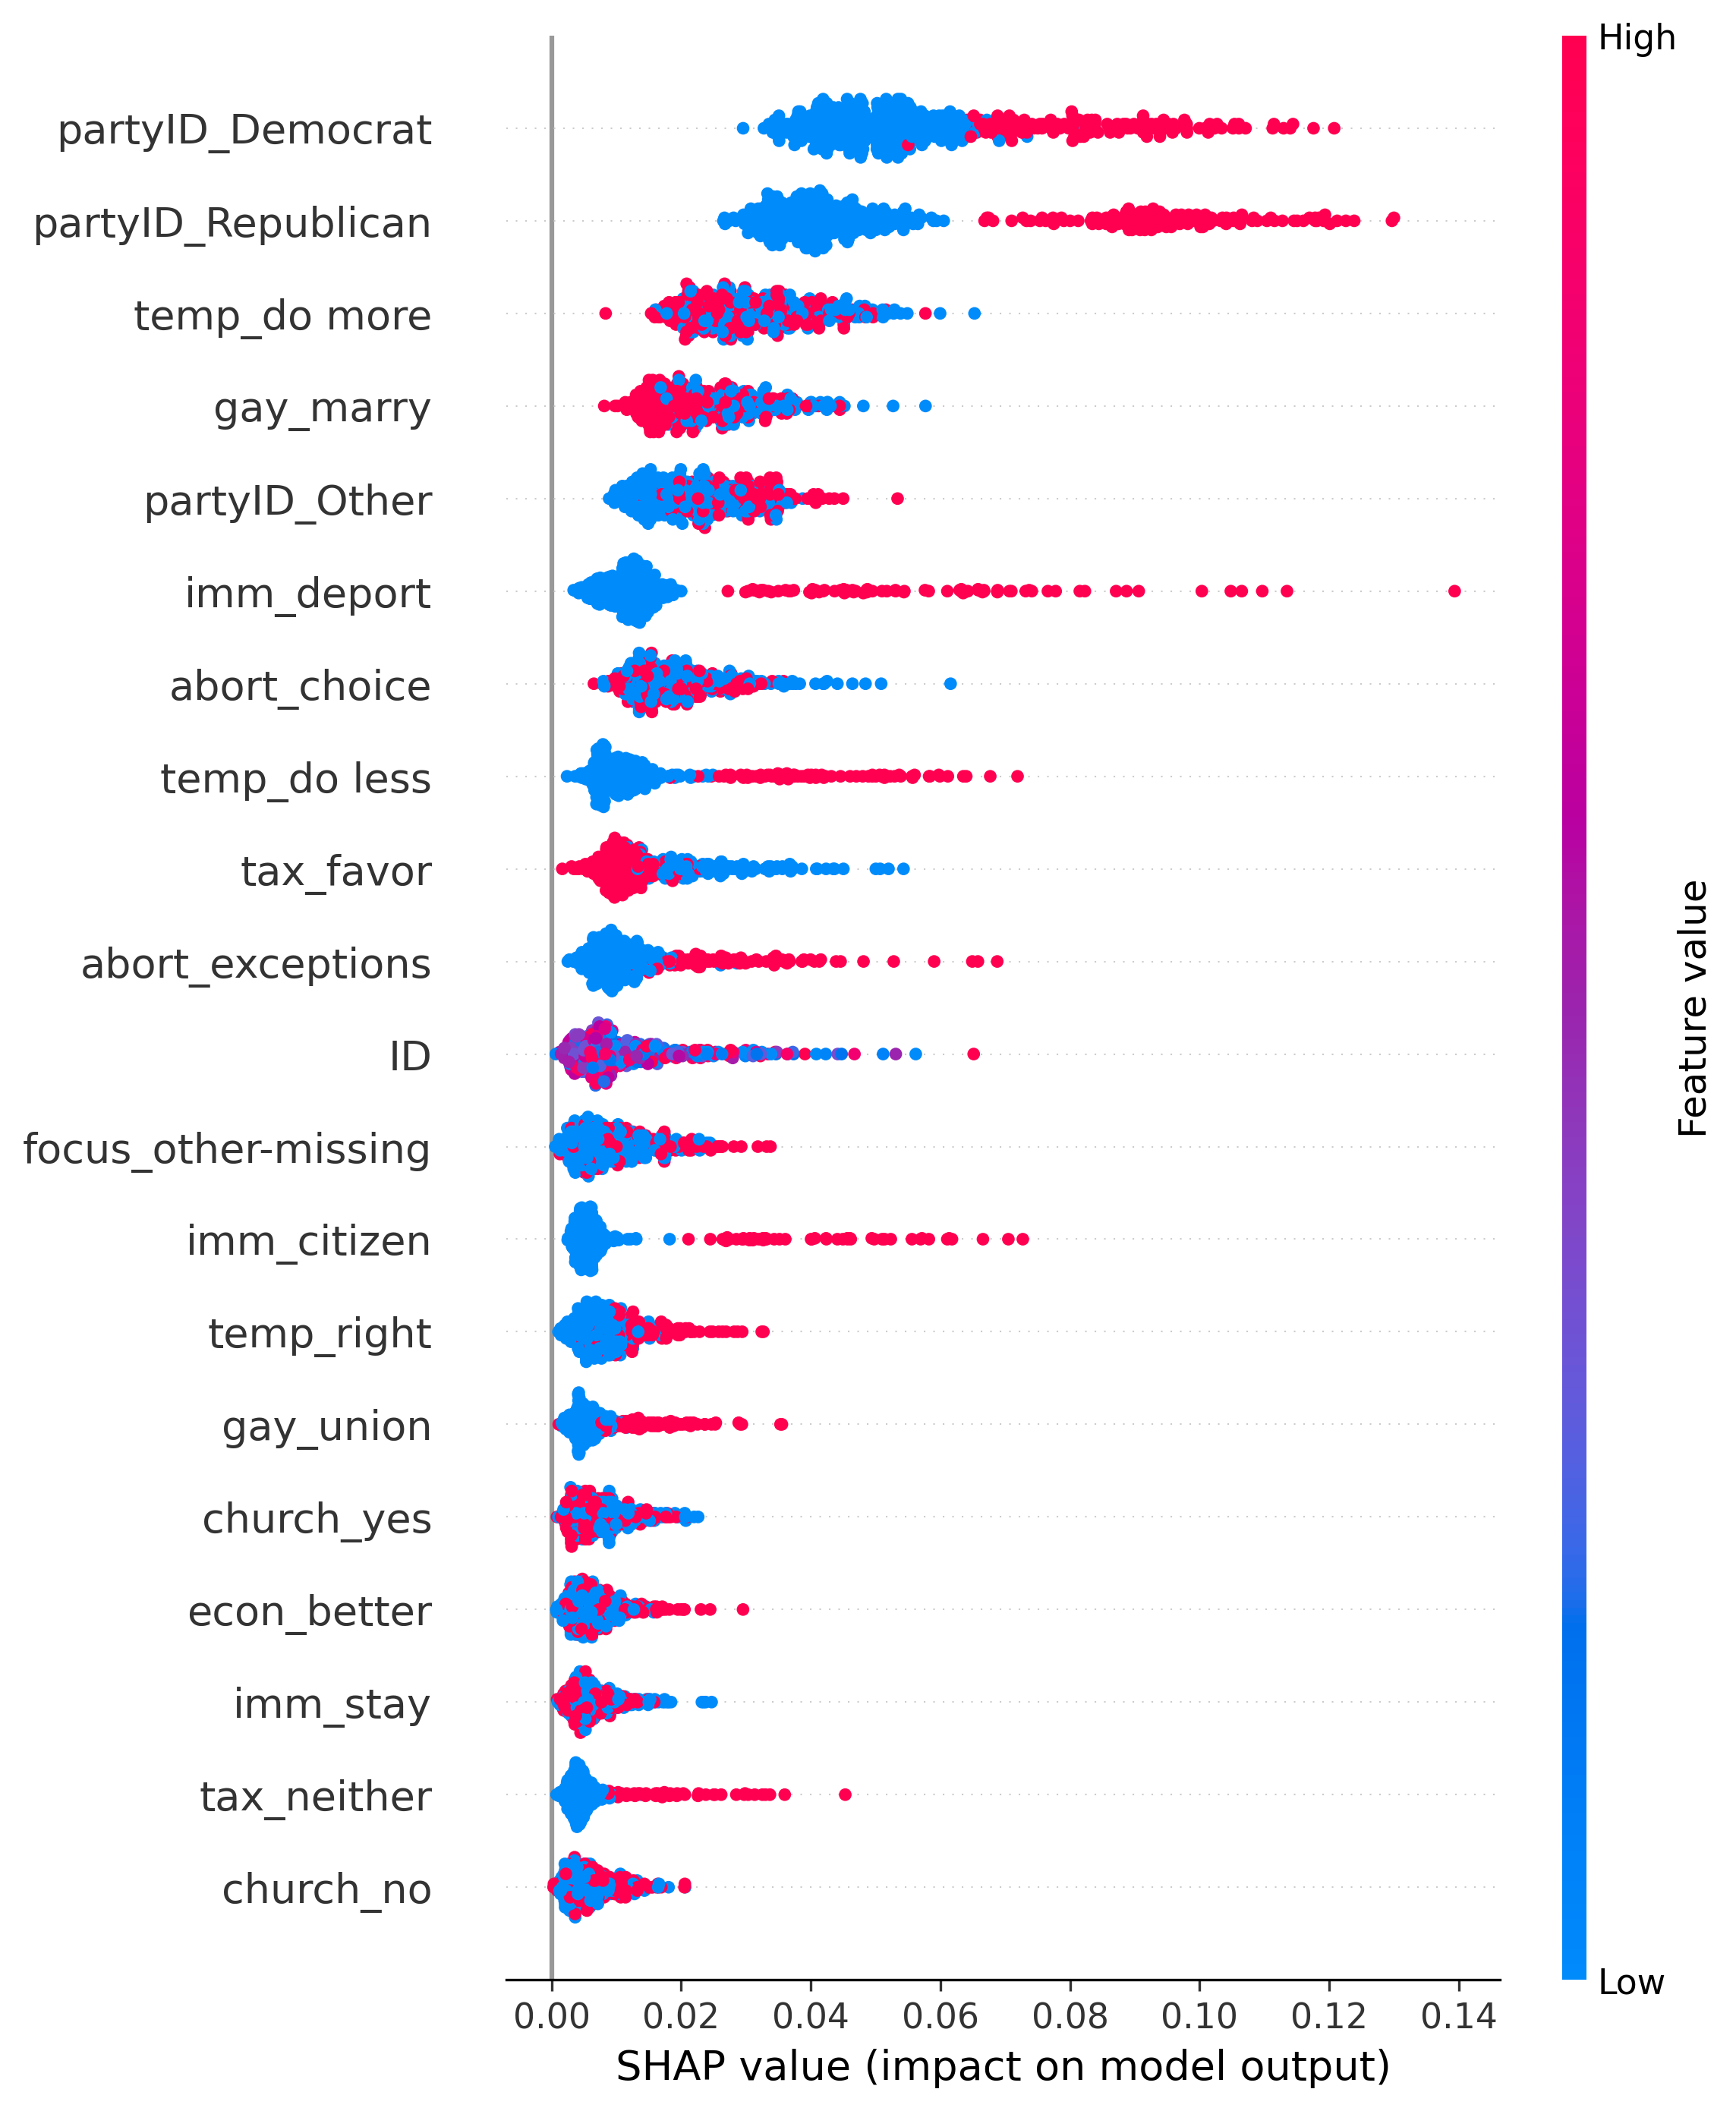 High
partyID_Democrat
partyID_Republican
temp_do more
gay_marry
partyID_Other
imm_deport
abort_choice
temp_do less
tax_favor
abort_exceptions
ID
focus_other-missing
imm_citizen
temp_right
gay_union
church_yes
econ_better
imm_stay
tax_neither
church_no
Feature value
Low
0.00 0.02 0.04 0.06 0.08 0.10 0.12 0.14
SHAP value (impact on model output)